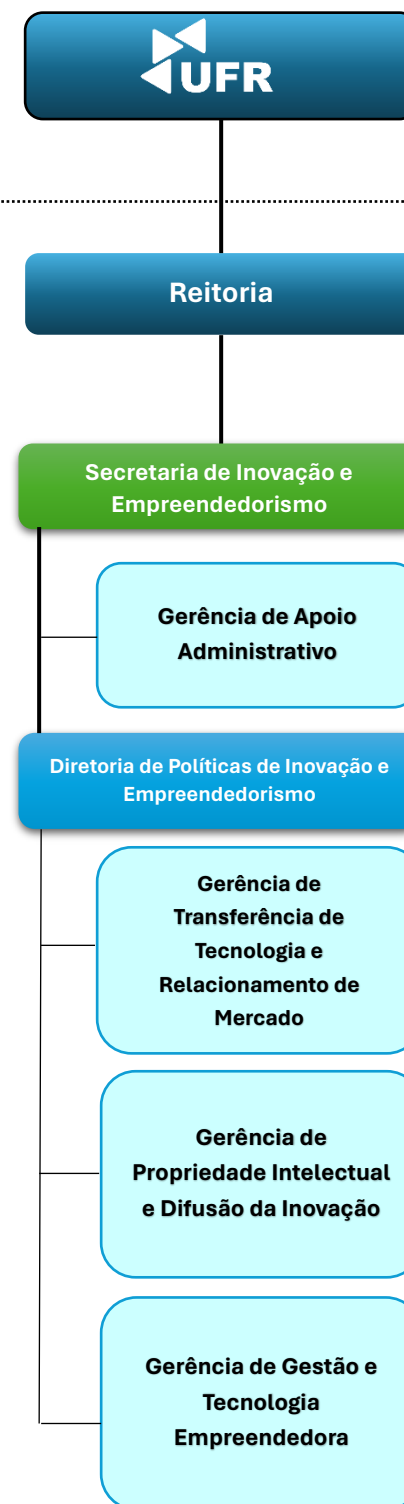 UFR
Reitoria
Secretaria de Inovação e
Empreendedorismo
Gerência de Apoio
Administrativo
Diretoria de Políticas de Inovação e
Empreendedorismo
Gerência de
Transferência de
Tecnologia e
Relacionamento de
Mercado
Gerência de
Propriedade Intelectual
e Difusão da Inovação
Gerência de Gestão e
Tecnologia
Empreendedora